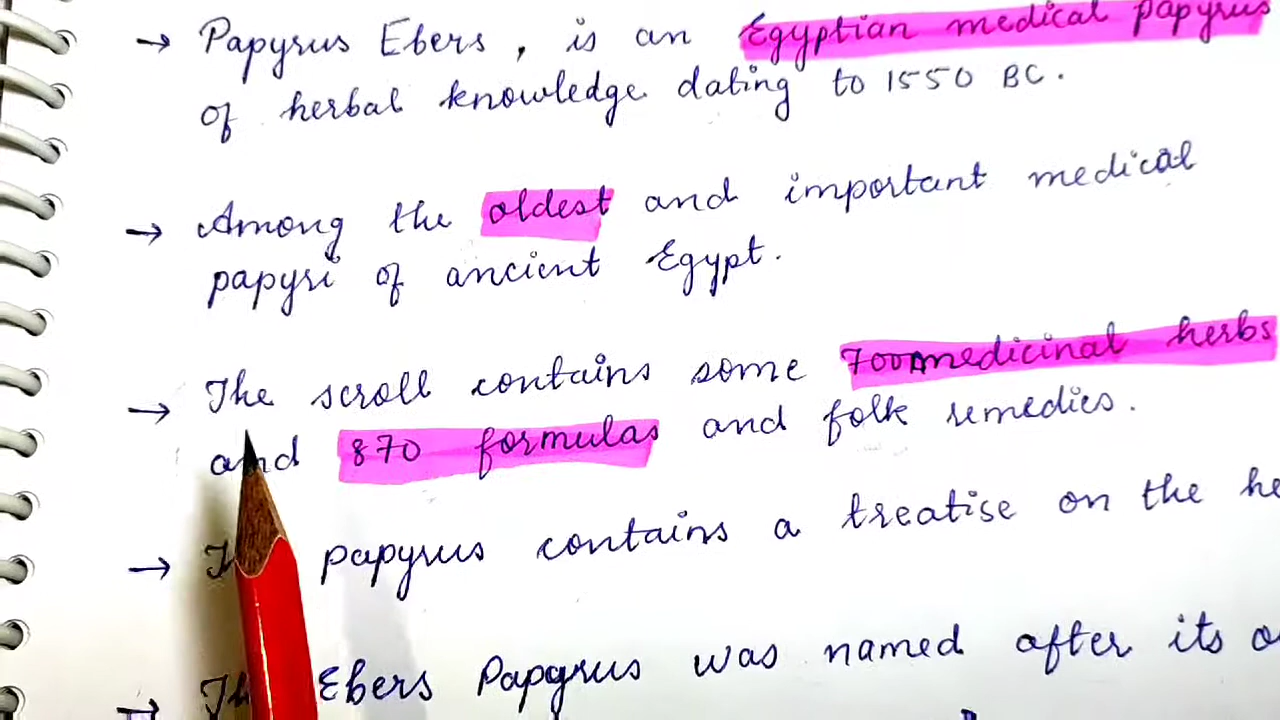 → Papyrus Ebers, is an Egyptian medical papyrus
of herbal knowledge dating to 1550 BC.
→ Among the oldest and important medical
papyri of ancient Egypt.
→ The scroll contains some 700 medicinal herbs
and 870 formulas and folk remedies.
→ papyrus contains a treatise on the
→ Ebers Papyrus was named after its